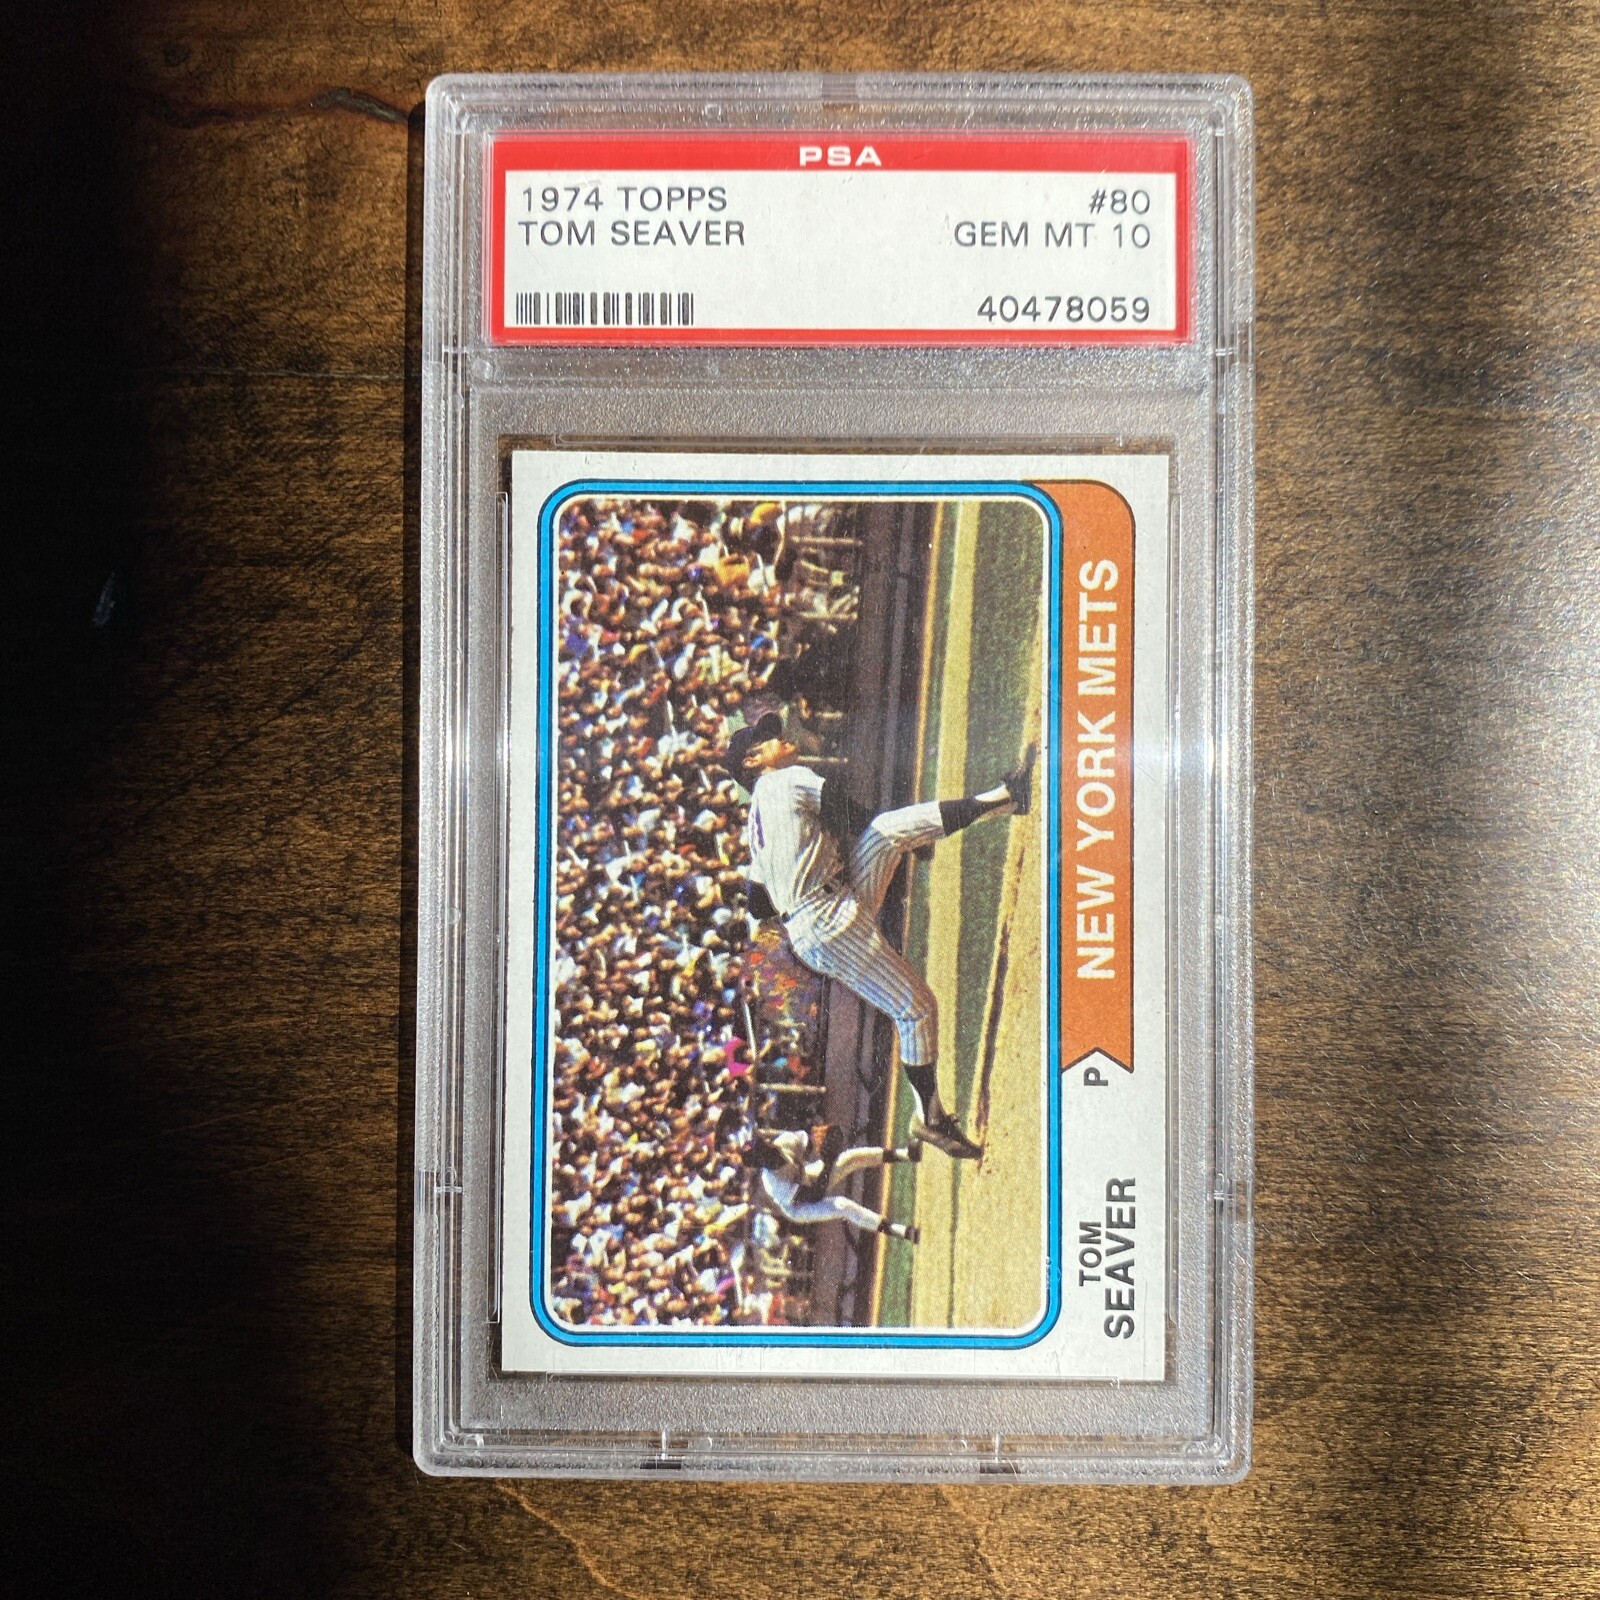 PSA
1974 TOPPS #80
TOM SEAVER GEM MT 10
40478059
NEW YORK METS
TOM P
SEAVER